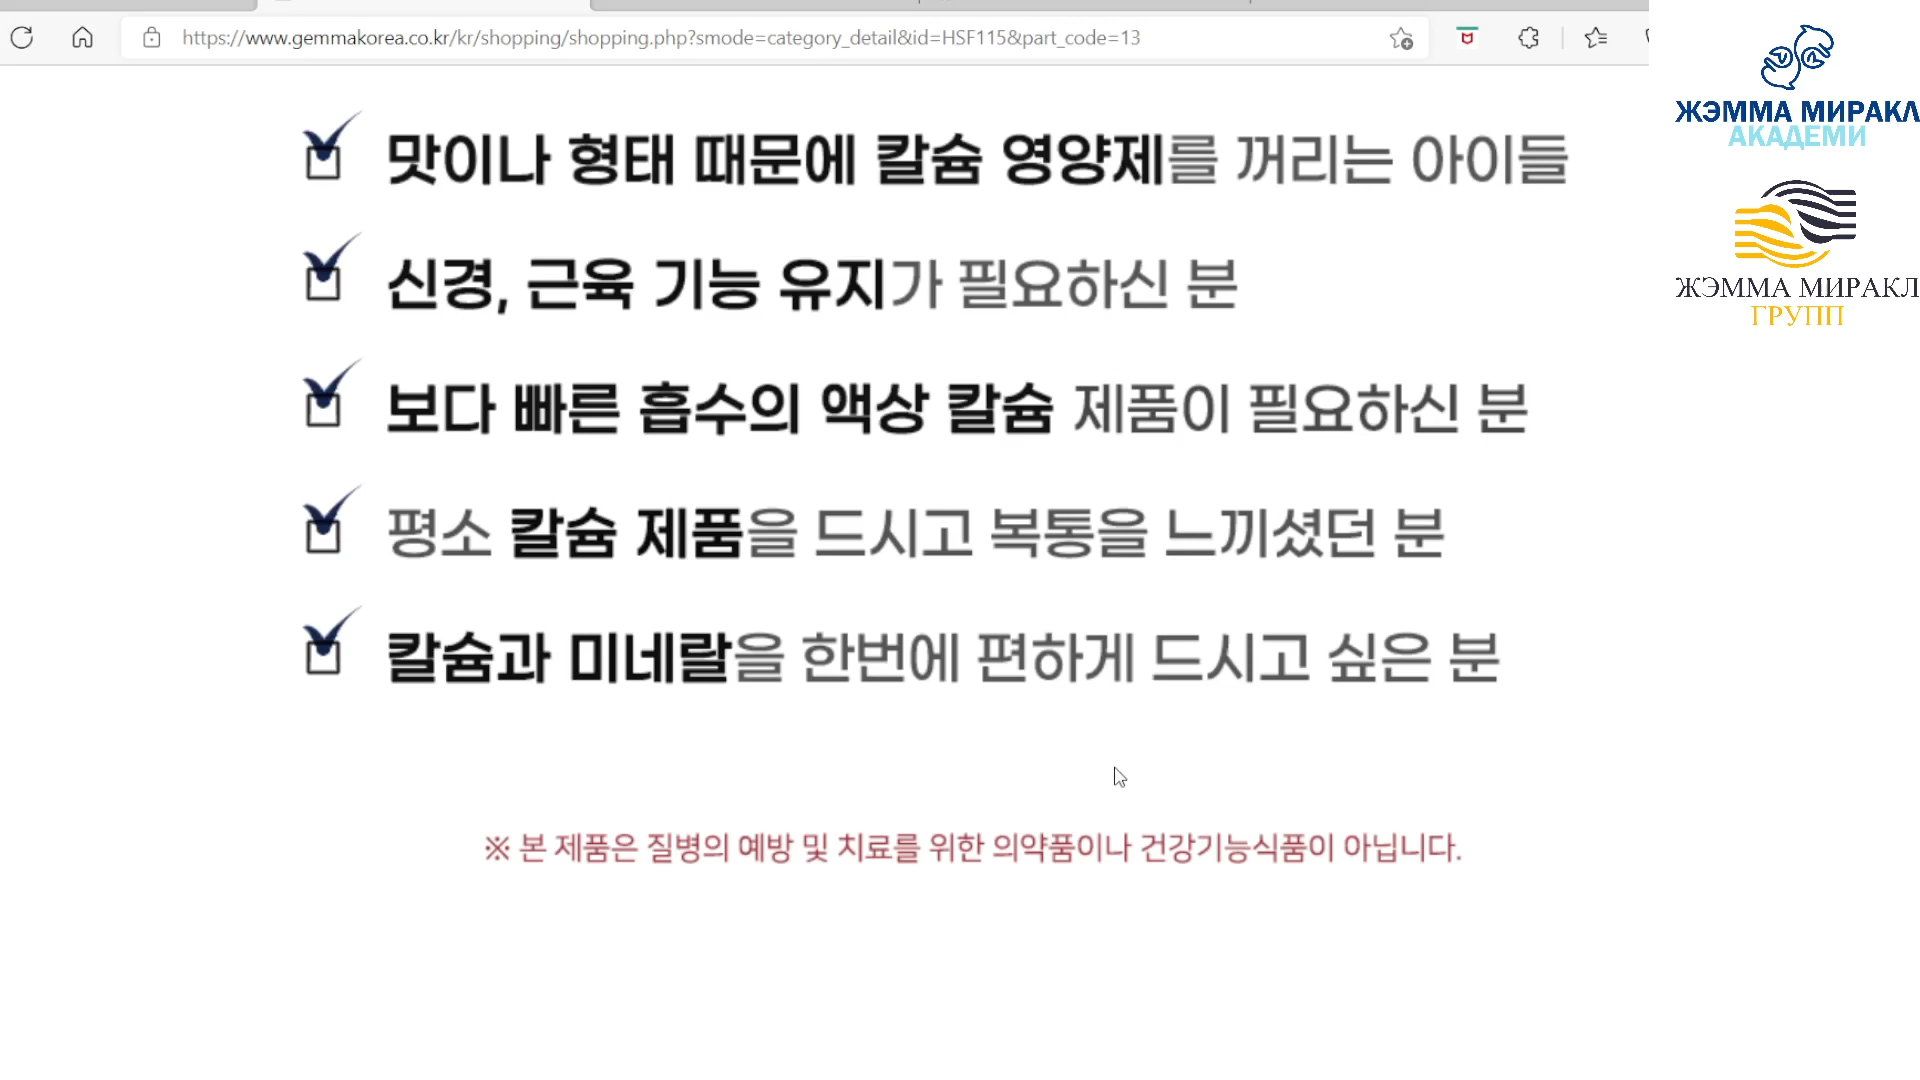 https://www.gemmakorea.co.kr/kr/shopping/shopping.php?smode=category_detail&id=HSF115&part_code=13
맛이나 형태 때문에 칼슘 영양제를 꺼리는 아이들
신경, 근육 기능 유지가 필요하신 분
보다 빠른 흡수의 액상 칼슘 제품이 필요하신 분
평소 칼슘 제품을 드시고 복통을 느끼셨던 분
칼슘과 미네랄을 한번에 편하게 드시고 싶은 분
※ 본 제품은 질병의 예방 및 치료를 위한 의약품이나 건강기능식품이 아닙니다.
ЖЭММА МИРАКЛ
АКАДЕМИ
ЖЭММА МИРАКЛ
ГРУПП